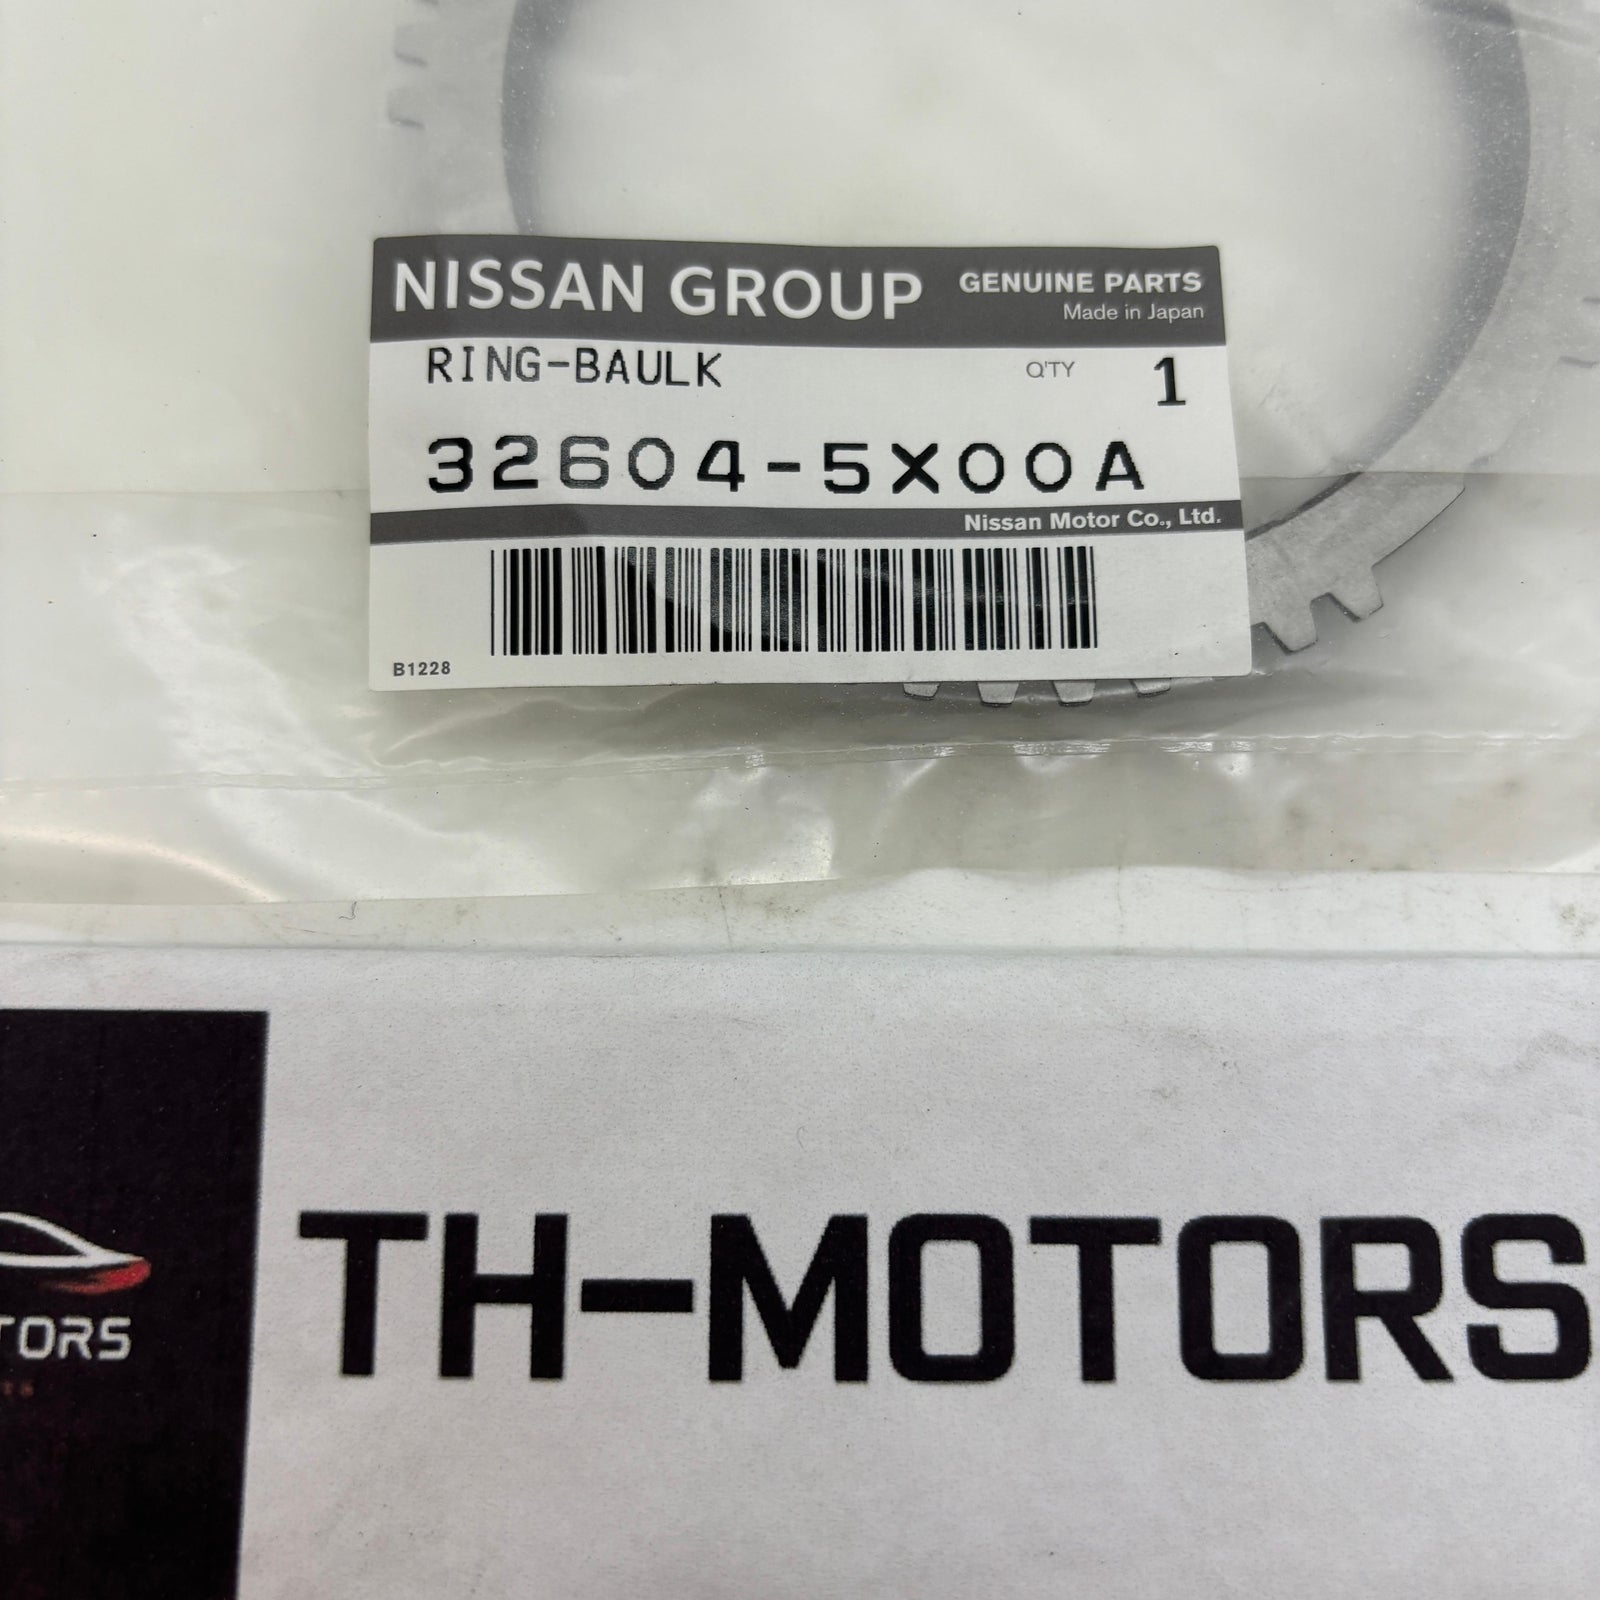 NISSAN GROUP GENUINE PARTS
Made in Japan
RING-BAULK Q'TY 1
32604-5X00A
Nissan Motor Co., Ltd.
B1228
TH-MOTORS
TORS